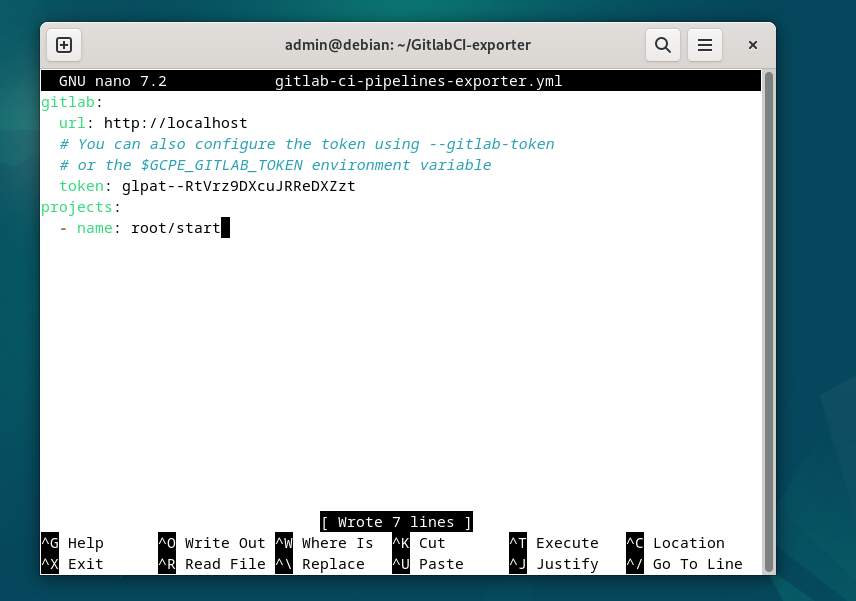 admin@debian: ~/GitlabCI-exporter
GNU nano 7.2 gitlab-ci-pipelines-exporter.yml
gitlab:
  url: http://localhost
  # You can also configure the token using --gitlab-token
  # or the $GCPE_GITLAB_TOKEN environment variable
  token: glpat--RtVrz9DXcuJRReDXZzt
projects:
  - name: root/start
[ Wrote 7 lines ]
^G Help ^O Write Out ^W Where Is ^K Cut ^T Execute ^C Location
^X Exit ^R Read File ^\ Replace ^U Paste ^J Justify ^/ Go To Line